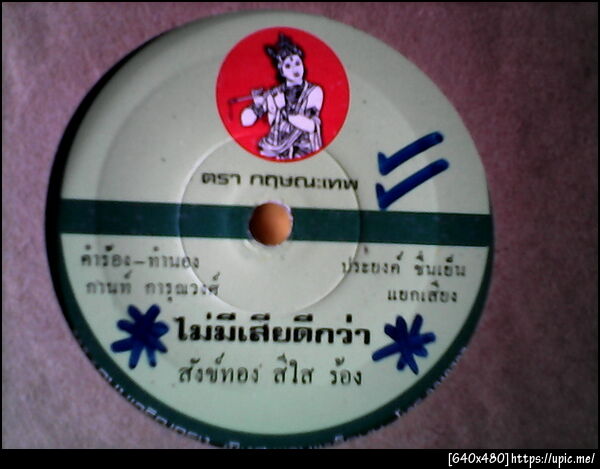 ตรา กฤษณะเทพ
คำร้อง-ทำนอง
กานท์ การุณวงศ์
ประยงค์ ชื่นเย็น
แยกเสียง
ไม่มีเสียดีกว่า
สังข์ทอง สีใส ร้อง
[640x480]https://upic.me/